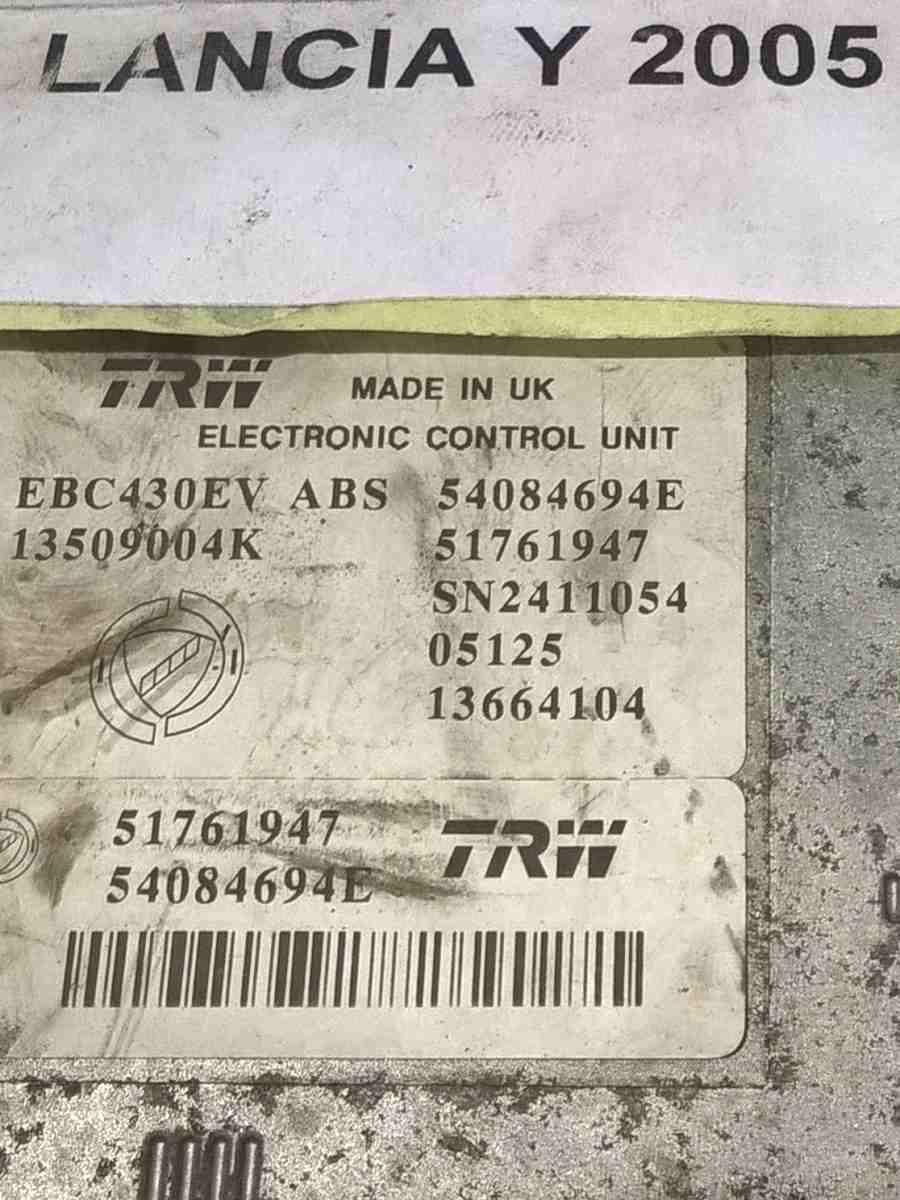 LANCIA Y 2005
TRW MADE IN UK
ELECTRONIC CONTROL UNIT
EBC430EV ABS 54084694E
13509004K 51761947
SN2411054
05125
13664104
51761947 TRW
54084694E